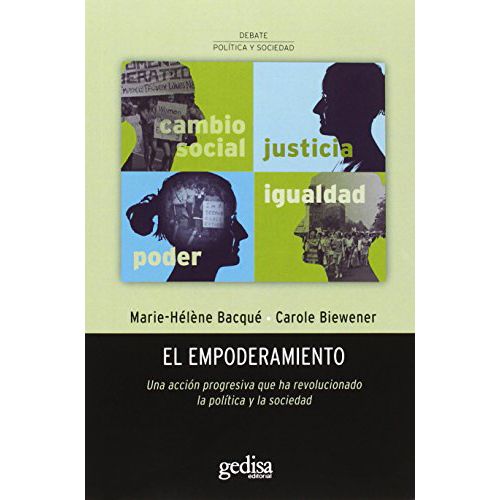 DEBATE
POLÍTICA Y SOCIEDAD
cambio
social
justicia
igualdad
poder
Marie-Hélène Bacqué • Carole Biewener
EL EMPODERAMIENTO
Una acción progresiva que ha revolucionado
la política y la sociedad
gedisa
editorial